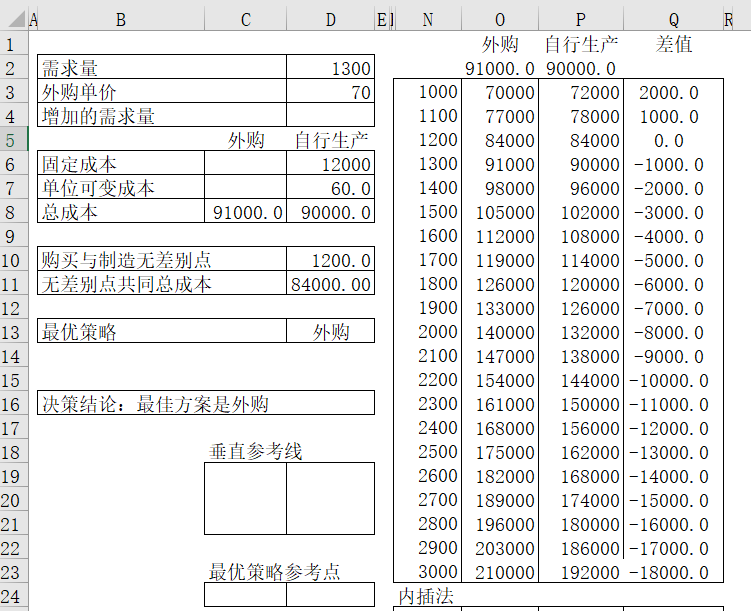 A B C D E N O P Q R
1 外购 自行生产 差值
2 需求量 1300 91000.0 90000.0
3 外购单价 70 1000 70000 72000 2000.0
4 增加的需求量 1100 77000 78000 1000.0
5 外购 自行生产 1200 84000 84000 0.0
6 固定成本 12000 1300 91000 90000 -1000.0
7 单位可变成本 60.0 1400 98000 96000 -2000.0
8 总成本 91000.0 90000.0 1500 105000 102000 -3000.0
9 1600 112000 108000 -4000.0
10 购买与制造无差别点 1200.0 1700 119000 114000 -5000.0
11 无差别点共同总成本 84000.00 1800 126000 120000 -6000.0
12 1900 133000 126000 -7000.0
13 最优策略 外购 2000 140000 132000 -8000.0
14 2100 147000 138000 -9000.0
15 2200 154000 144000 -10000.0
16 决策结论：最佳方案是外购 2300 161000 150000 -11000.0
17 2400 168000 156000 -12000.0
18 垂直参考线 2500 175000 162000 -13000.0
19 2600 182000 168000 -14000.0
20 2700 189000 174000 -15000.0
21 2800 196000 180000 -16000.0
22 2900 203000 186000 -17000.0
23 最优策略参考点 3000 210000 192000 -18000.0
24 内插法